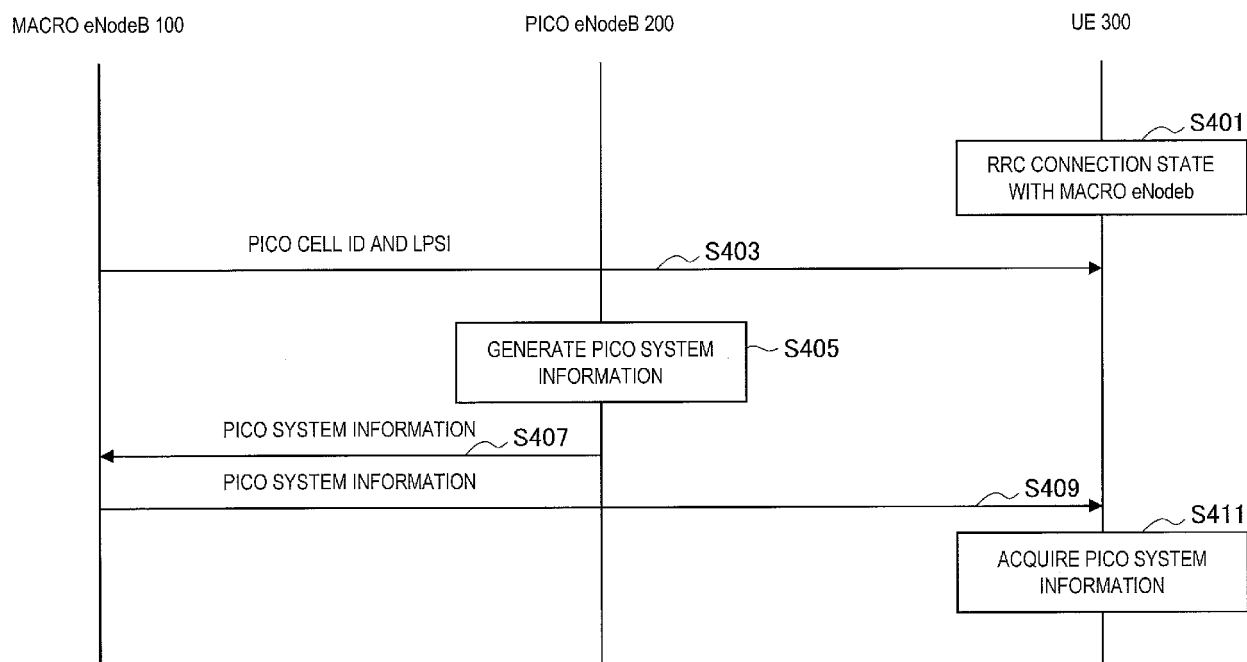 MACRO eNodeB 100
PICO eNodeB 200
UE 300
S401
RRC CONNECTION STATE
WITH MACRO eNodeb
PICO CELL ID AND LPSI
S403
GENERATE PICO SYSTEM
INFORMATION
S405
PICO SYSTEM INFORMATION
S407
PICO SYSTEM INFORMATION
S409
S411
ACQUIRE PICO SYSTEM
INFORMATION